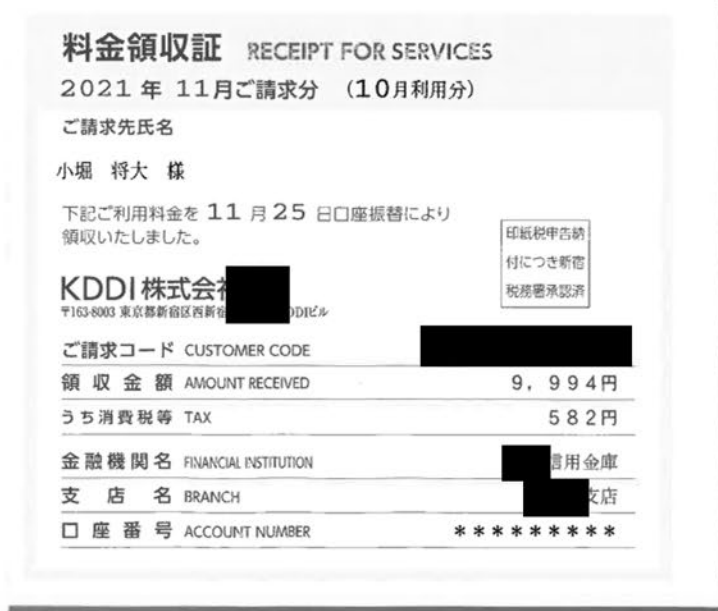 料金領収証 RECEIPT FOR SERVICES
2021年 11月ご請求分 (10月利用分)
ご請求先氏名
小堀 将大 様
下記ご利用料金を 11 月 25 日口座振替により
領収いたしました。
印紙税申告納
付につき新宿
税務署承認済
KDDI株式会
〒163-8003 東京都新宿区西新 DDIビル
ご請求コード CUSTOMER CODE
領収金額 AMOUNT RECEIVED 9,994円
うち消費税等 TAX 582円
金融機関名 FINANCIAL INSTITUTION 信用金庫
支店名 BRANCH 支店
口座番号 ACCOUNT NUMBER *********